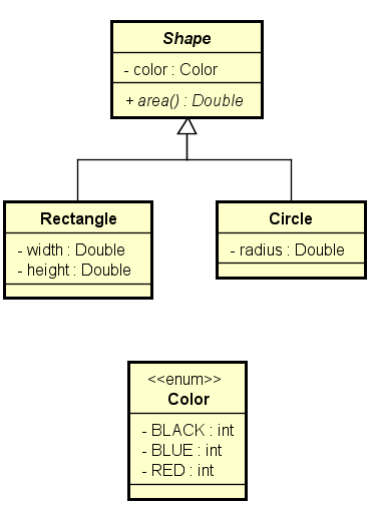 Shape
- color : Color
+ area() : Double
Rectangle
- width : Double
- height : Double
Circle
- radius : Double
<<enum>>
Color
- BLACK : int
- BLUE : int
- RED : int